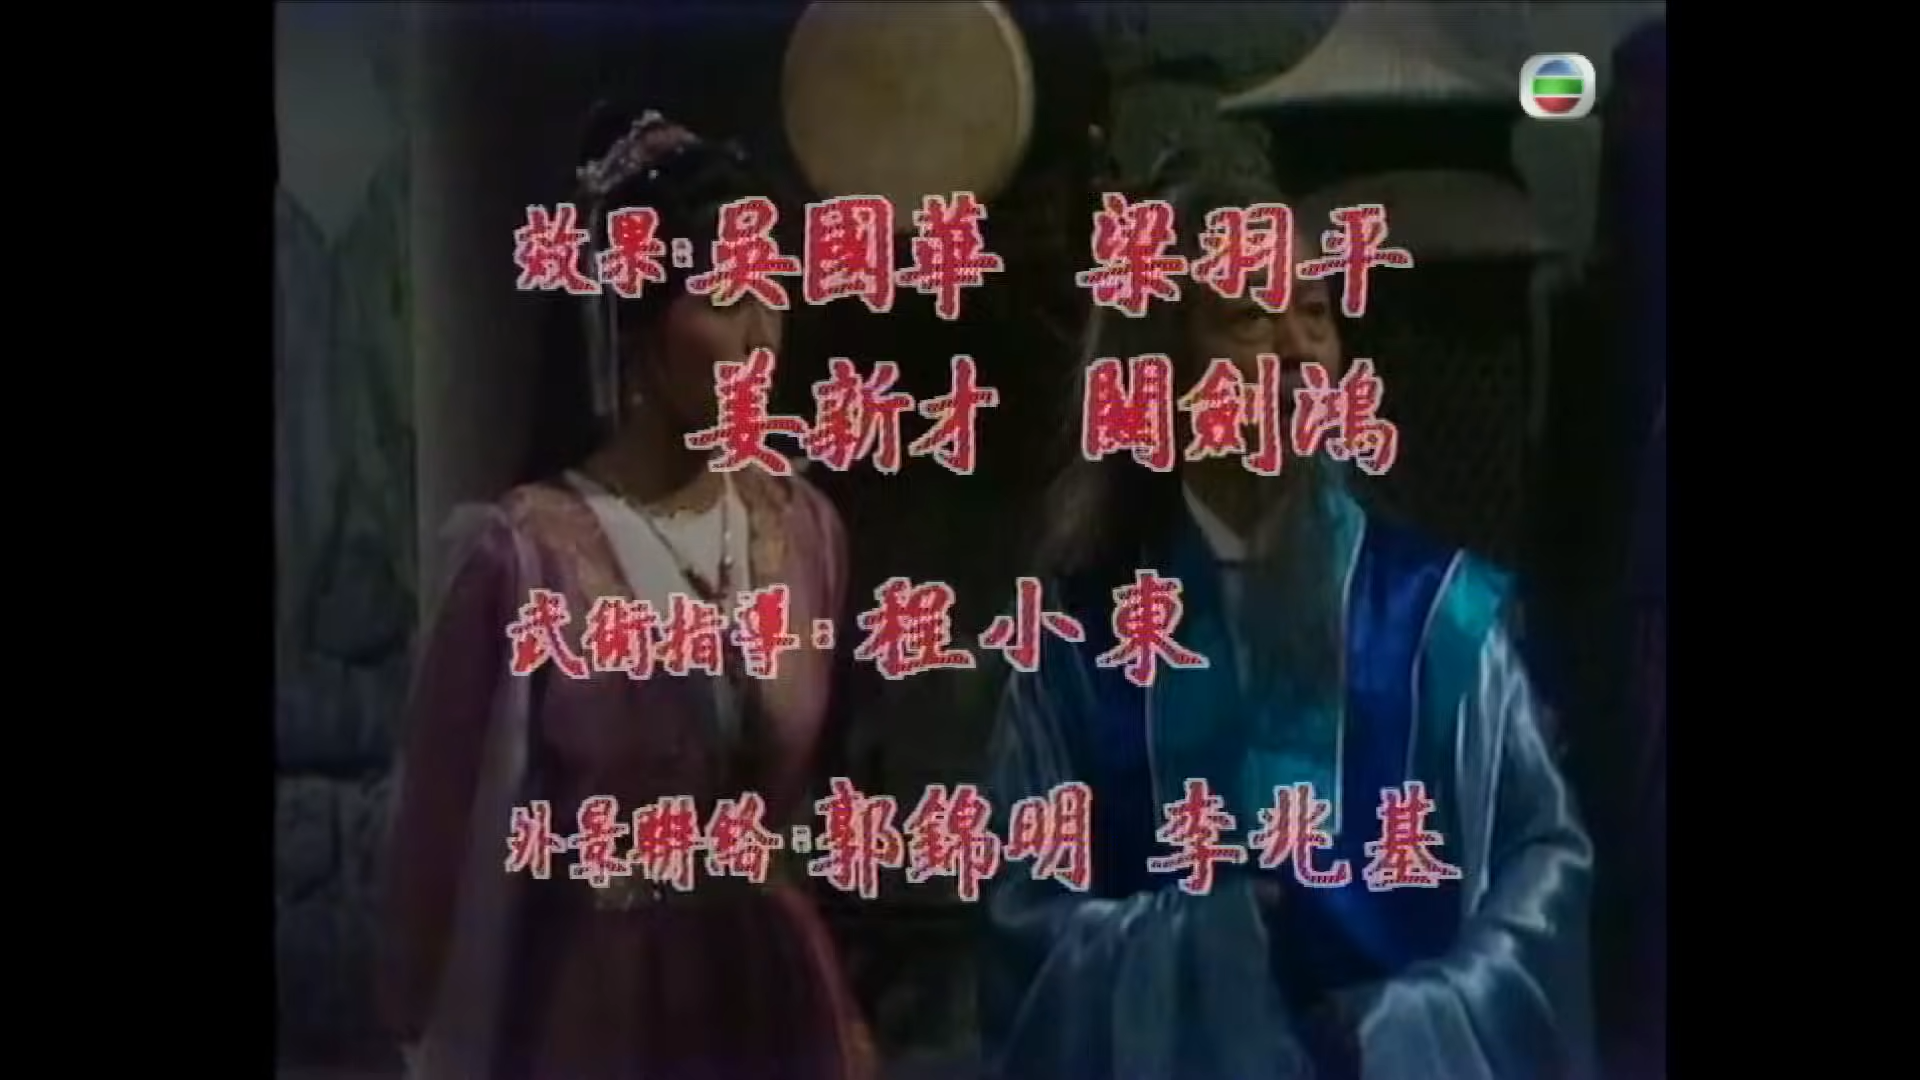 效果：吳國華　梁羽平
姜新才　關劍鴻
武術指導：程小東
外景聯絡：郭錦明　李兆基